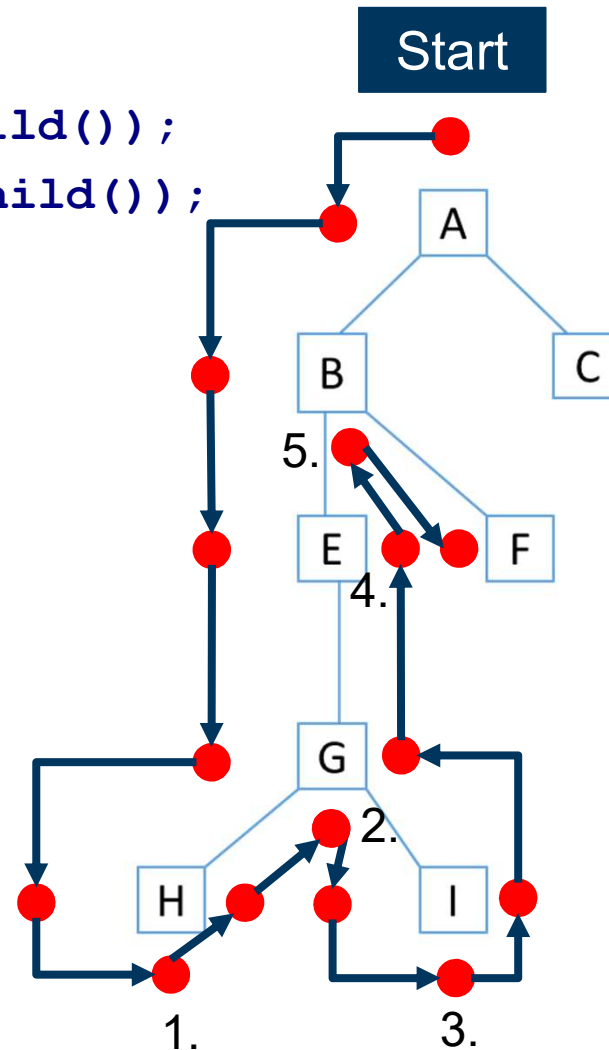 Start
ild());
hild());
A
B
C
5.
E
F
4.
G
2.
H
I
1.
3.